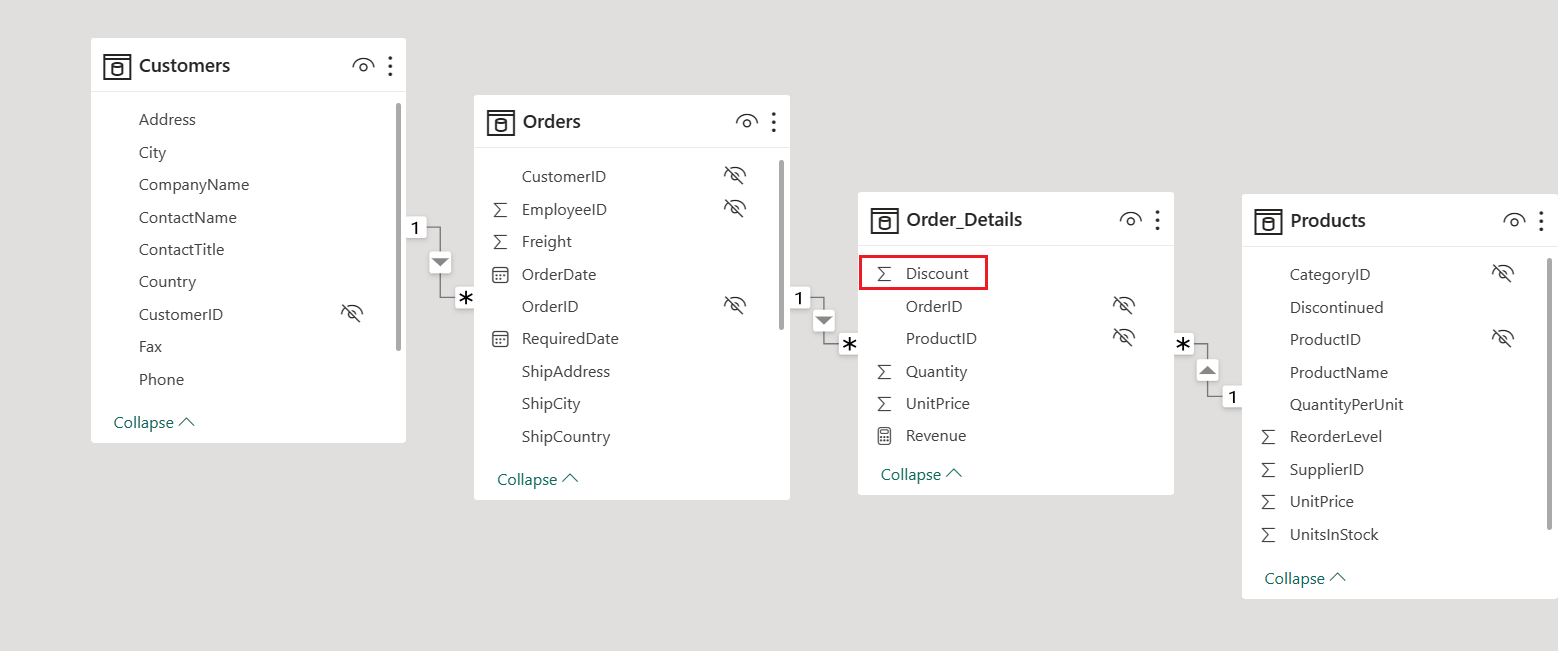 Customers
Address
City
CompanyName
ContactName
ContactTitle
Country
CustomerID
Fax
Phone
Collapse
1
*
Orders
CustomerID
EmployeeID
Freight
OrderDate
OrderID
RequiredDate
ShipAddress
ShipCity
ShipCountry
Collapse
1
*
Order_Details
Discount
OrderID
ProductID
Quantity
UnitPrice
Revenue
Collapse
*
1
Products
CategoryID
Discontinued
ProductID
ProductName
QuantityPerUnit
ReorderLevel
SupplierID
UnitPrice
UnitsInStock
Collapse